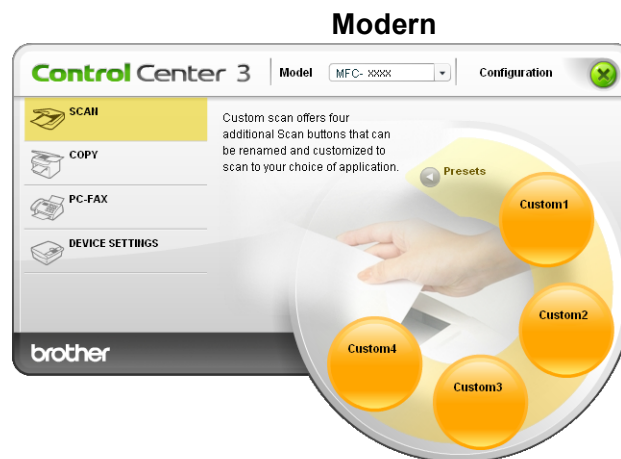 Modern
Control Center 3 Model MFC- XXXX Configuration
SCAN
COPY
PC-FAX
DEVICE SETTINGS
Custom scan offers four
additional Scan buttons that can
be renamed and customized to
scan to your choice of application.
Presets
Custom1
Custom2
Custom3
Custom4
brother